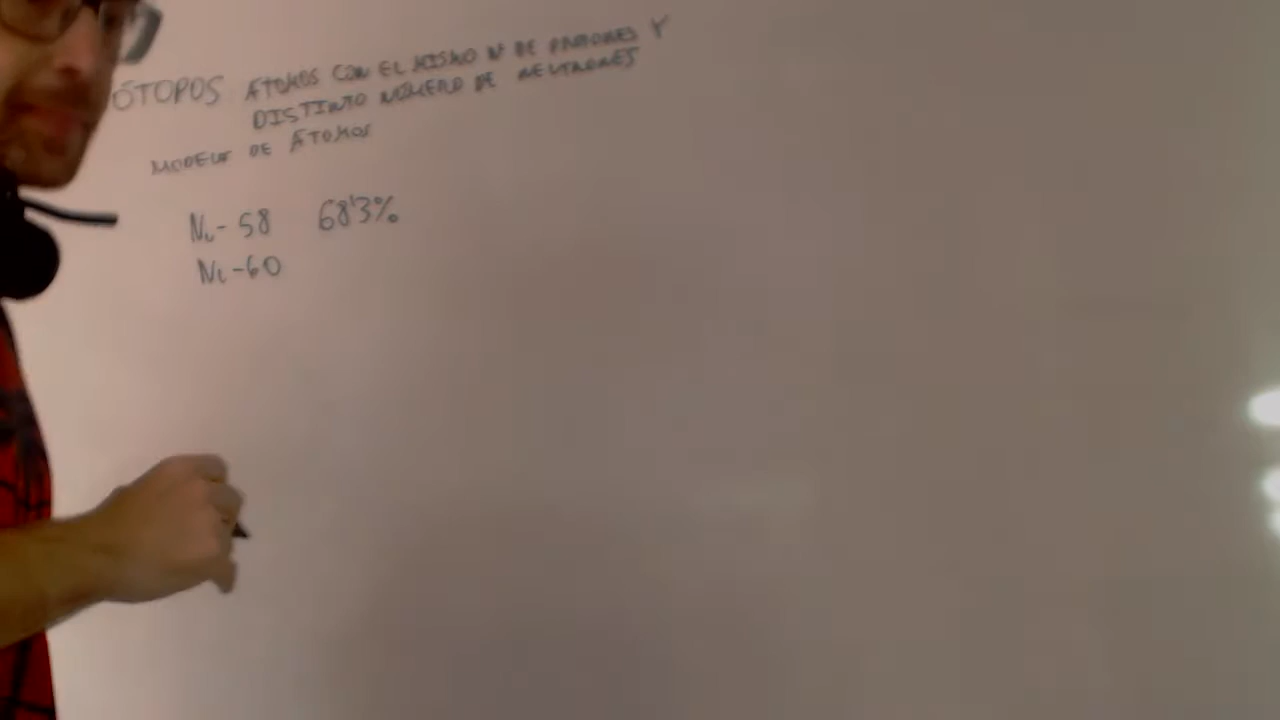 ÓTOPOS ÁTOMOS CON EL MISMO Nº DE PROTONES Y
DISTINTO NÚMERO DE NEUTRONES
MODELO DE ÁTOMOS
Ni-58 68'3%
Ni-60